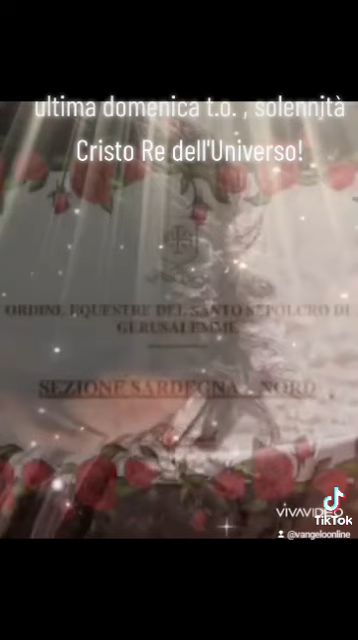 ultima domenica t.o. , solennità
Cristo Re dell'Universo!
ORDINE EQUESTRE DEL SANTO SEPOLCRO DI
GERUSALEMME
SEZIONE SARDEGNA - NORD
VIVAVIDEO
TikTok
@vangeloonline